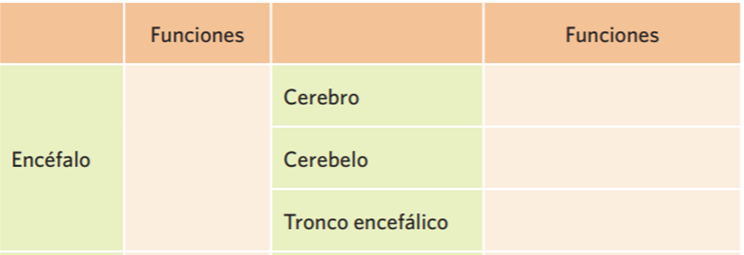 Funciones Funciones
Cerebro
Encéfalo Cerebelo
Tronco encefálico